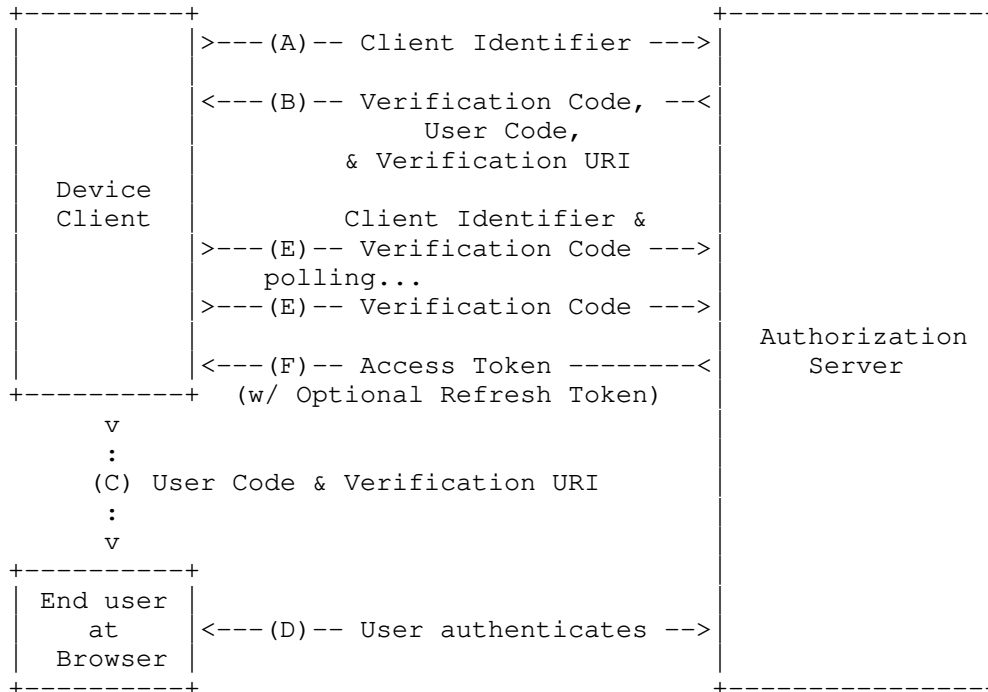 >---(A)-- Client Identifier --->
<---(B)-- Verification Code, --<
User Code,
& Verification URI
Device
Client
Client Identifier &
>---(E)-- Verification Code --->
polling...
>---(E)-- Verification Code --->
Authorization
Server
<---(F)-- Access Token --------<
(w/ Optional Refresh Token)
v
:
(C) User Code & Verification URI
:
v
End user
at
Browser
<---(D)-- User authenticates -->